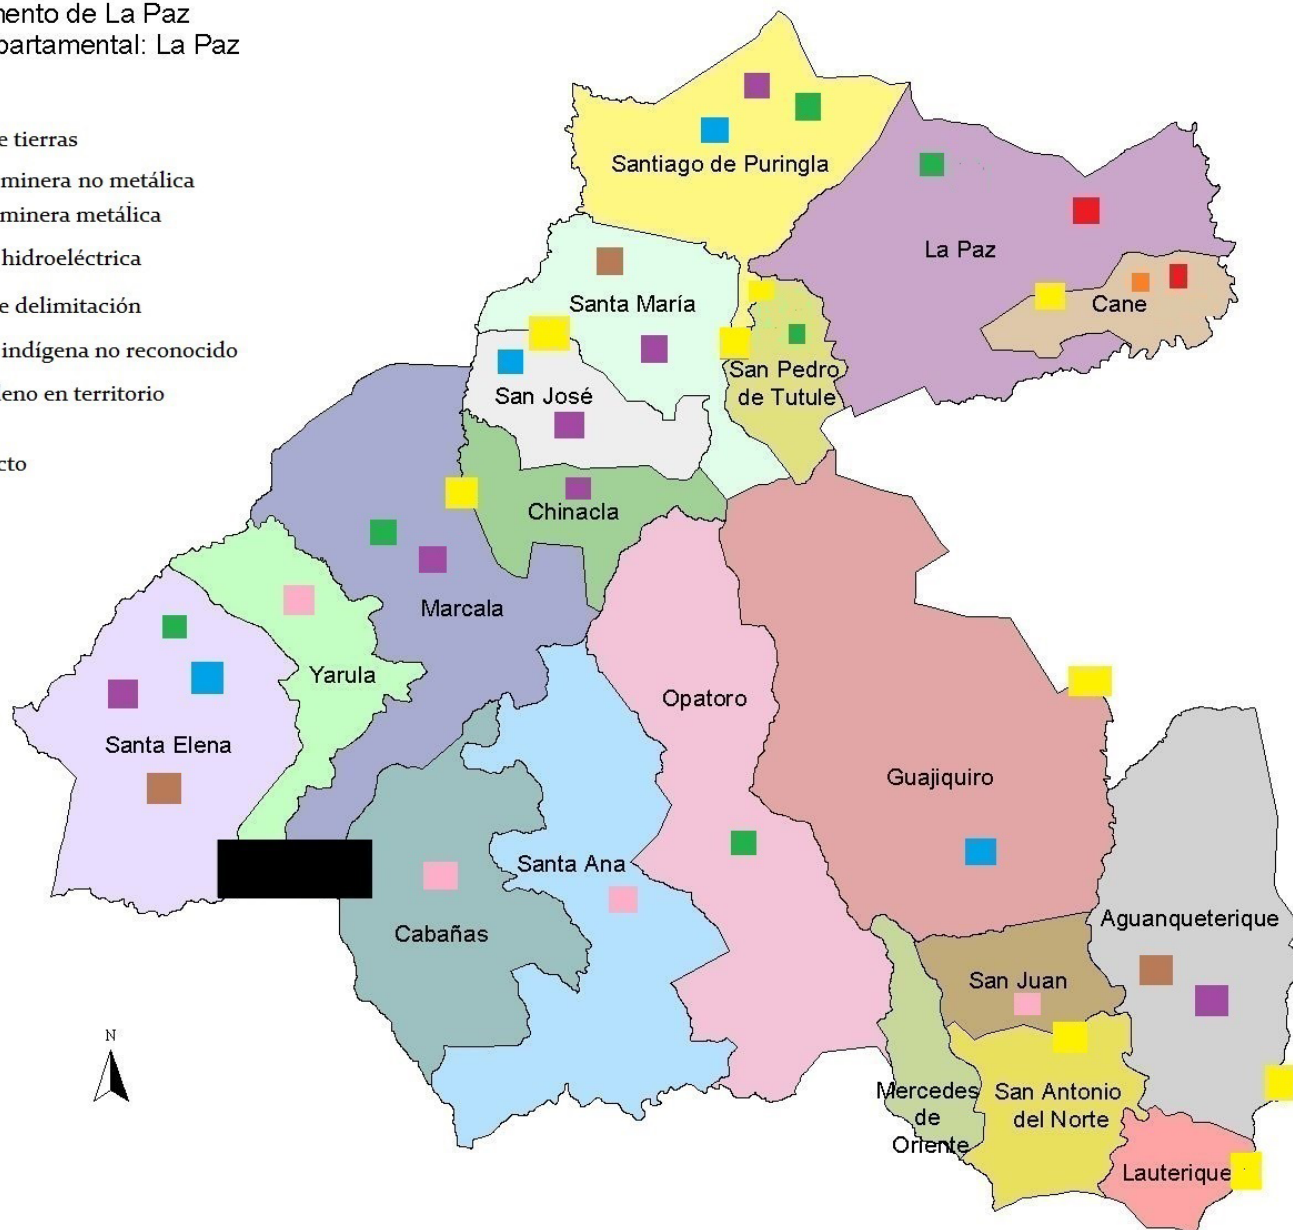 mento de La Paz
partamental: La Paz
e tierras
minera no metálica
minera metálica
hidroeléctrica
e delimitación
indígena no reconocido
leno en territorio
cto
Santiago de Puringla
La Paz
Cane
Santa María
San Pedro
de Tutule
San José
Chinacla
Marcala
Yarula
Santa Elena
Opatoro
Guajiquiro
Santa Ana
Cabañas
Aguanqueterique
San Juan
Mercedes
de
Oriente
San Antonio
del Norte
Lauterique
N